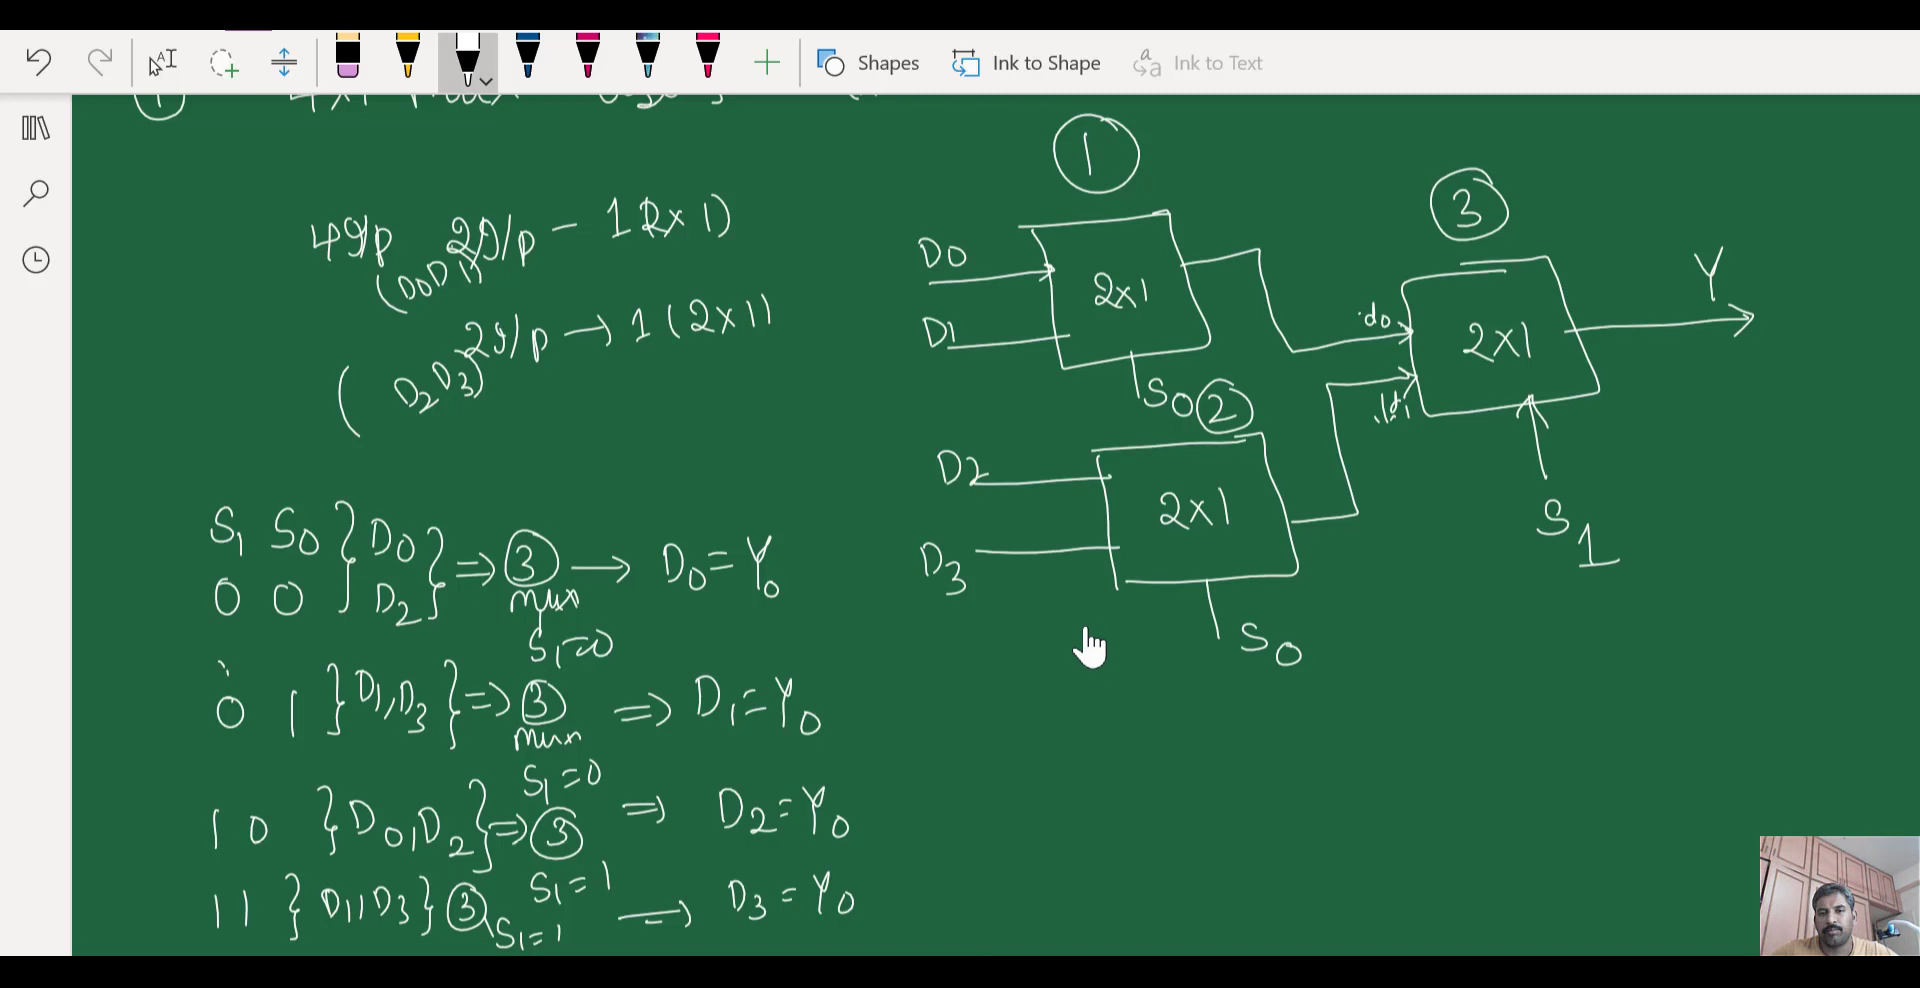 Shapes
Ink to Shape
Ink to Text
1
4x1
4 I/p 2 I/p - 1 (2x1)
(D0 D1)
2 I/p → 1 (2x1)
(D2 D3)
S1 S0 } D0 } ⇒ 3 → D0 = Y0
0 0 } D2 } mux
S1=0
0 1 } D1, D3 } ⇒ 3 ⇒ D1 = Y0
mux
S1=0
1 0 } D0, D2 } ⇒ 3 ⇒ D2 = Y0
S1=1
1 1 } D1, D3 } 3 → D3 = Y0
S1=1
1
D0
2x1
D1
S0
2
D2
2x1
D3
S0
3
d0
2x1
Y
d1
S1